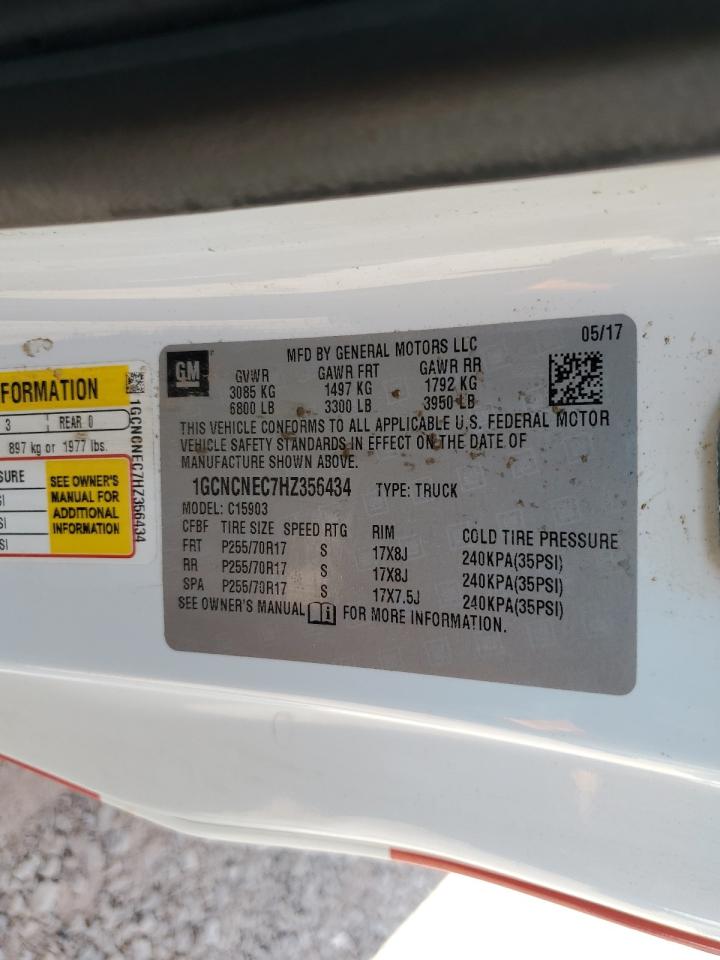 FORMATION
3 REAR 0
897 kg or 1977 lbs.
SURE
SI
SI
SI
SEE OWNER'S
MANUAL FOR
ADDITIONAL
INFORMATION
1GCNCNEC7HZ356434
GM
MFD BY GENERAL MOTORS LLC
05/17
GVWR GAWR FRT GAWR RR
3085 KG 1497 KG 1792 KG
6800 LB 3300 LB 3950 LB
THIS VEHICLE CONFORMS TO ALL APPLICABLE U.S. FEDERAL MOTOR
VEHICLE SAFETY STANDARDS IN EFFECT ON THE DATE OF
MANUFACTURE SHOWN ABOVE.
1GCNCNEC7HZ356434 TYPE: TRUCK
MODEL: C15903
CFBF TIRE SIZE SPEED RTG RIM COLD TIRE PRESSURE
FRT P255/70R17 S 17X8J 240KPA(35PSI)
RR P255/70R17 S 17X8J 240KPA(35PSI)
SPA P255/70R17 S 17X7.5J 240KPA(35PSI)
SEE OWNER'S MANUAL FOR MORE INFORMATION.